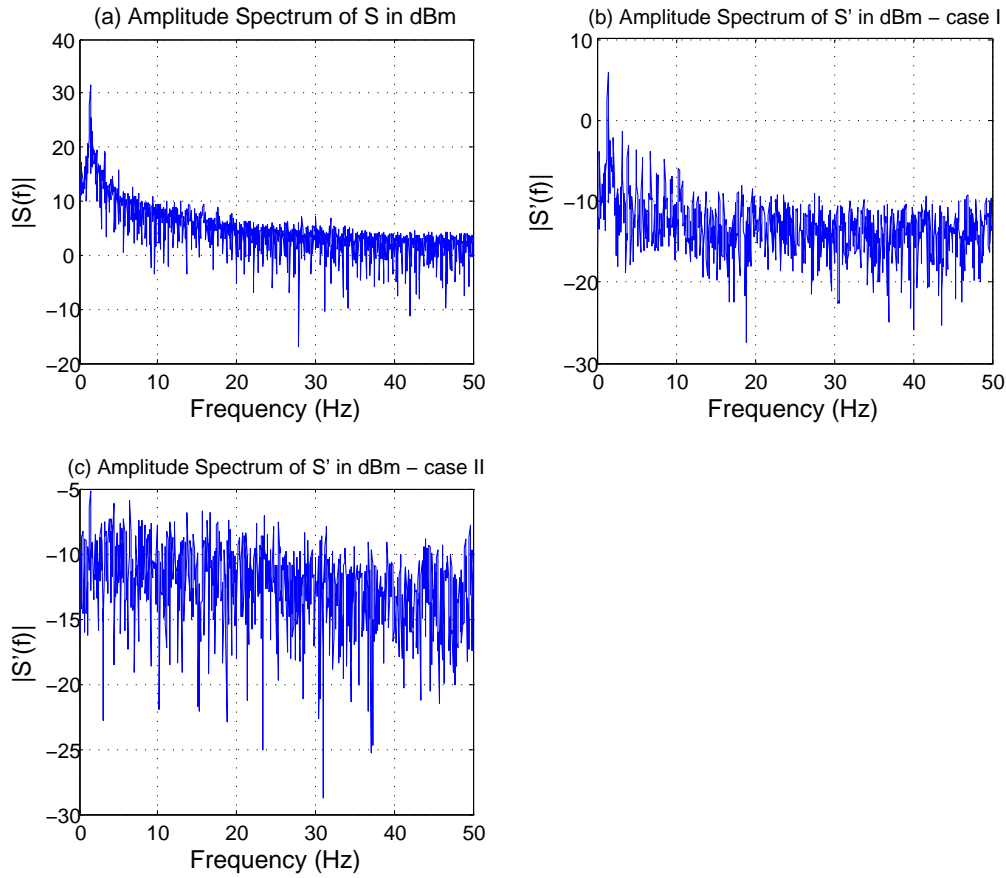 (a) Amplitude Spectrum of S in dBm
40
30
20
10
0
−10
−20
|S(f)|
0 10 20 30 40 50
Frequency (Hz)
(b) Amplitude Spectrum of S' in dBm − case I
10
0
−10
−20
−30
|S'(f)|
0 10 20 30 40 50
Frequency (Hz)
(c) Amplitude Spectrum of S' in dBm − case II
−5
−10
−15
−20
−25
−30
|S'(f)|
0 10 20 30 40 50
Frequency (Hz)